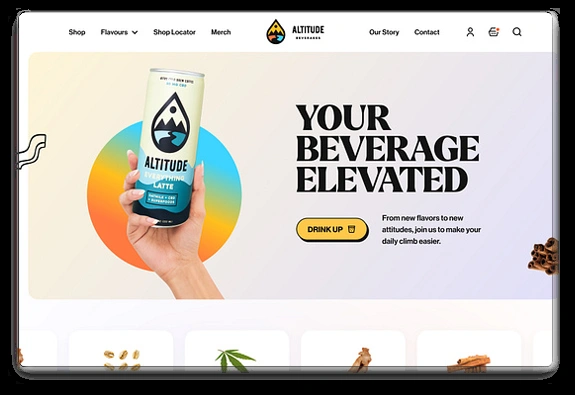 Shop
Flavours
Shop Locator
Merch
ALTITUDE
BEVERAGES
Our Story
Contact
ALTITUDE
EVERYTHING
LATTE
YOUR
BEVERAGE
ELEVATED
DRINK UP
From new flavors to new
attitudes, join us to make your
daily climb easier.